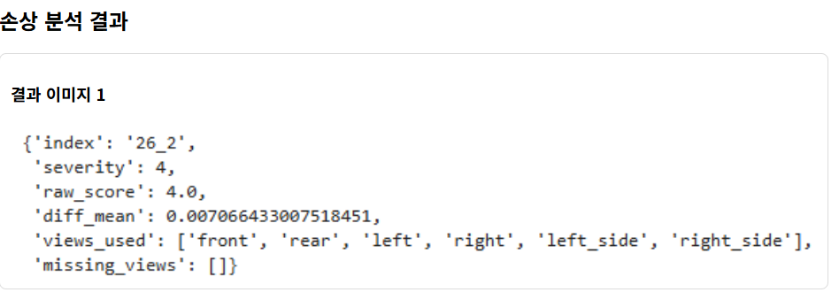 손상 분석 결과
결과 이미지 1
{'index': '26_2',
'severity': 4,
'raw_score': 4.0,
'diff_mean': 0.007066433007518451,
'views_used': ['front', 'rear', 'left', 'right', 'left_side', 'right_side'],
'missing_views': []}